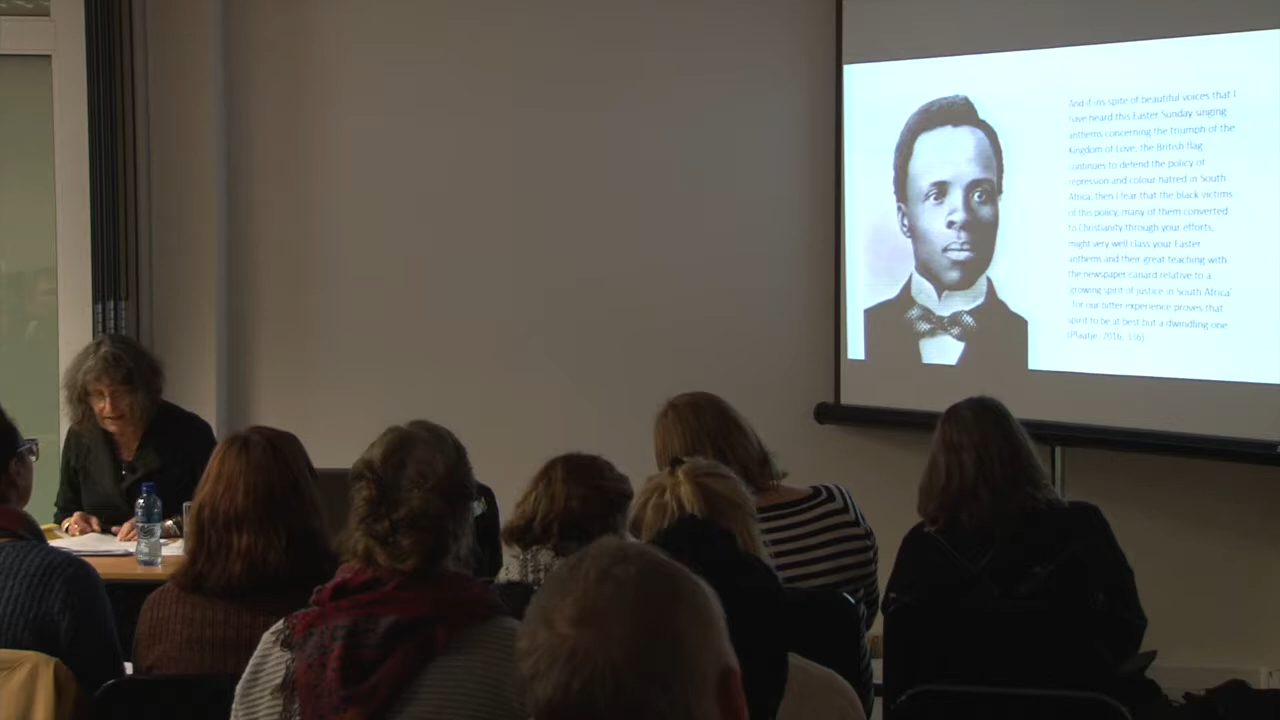 And if ins spite of beautiful voices that I
have heard this Easter Sunday singing
anthems concerning the triumph of the
Kingdom of Love, the British flag
continues to defend the policy of
repression and colour hatred in South
Africa, then I fear that the black victims
of this policy, many of them converted
to Christianity through your efforts,
might very well class your Easter
anthems and their great teaching with
the newspaper canard relative to a
'growing spirit of justice in South Africa'
for our bitter experience proves that
spirit to be at best but a dwindling one
(Plaatje, 2016, 336)